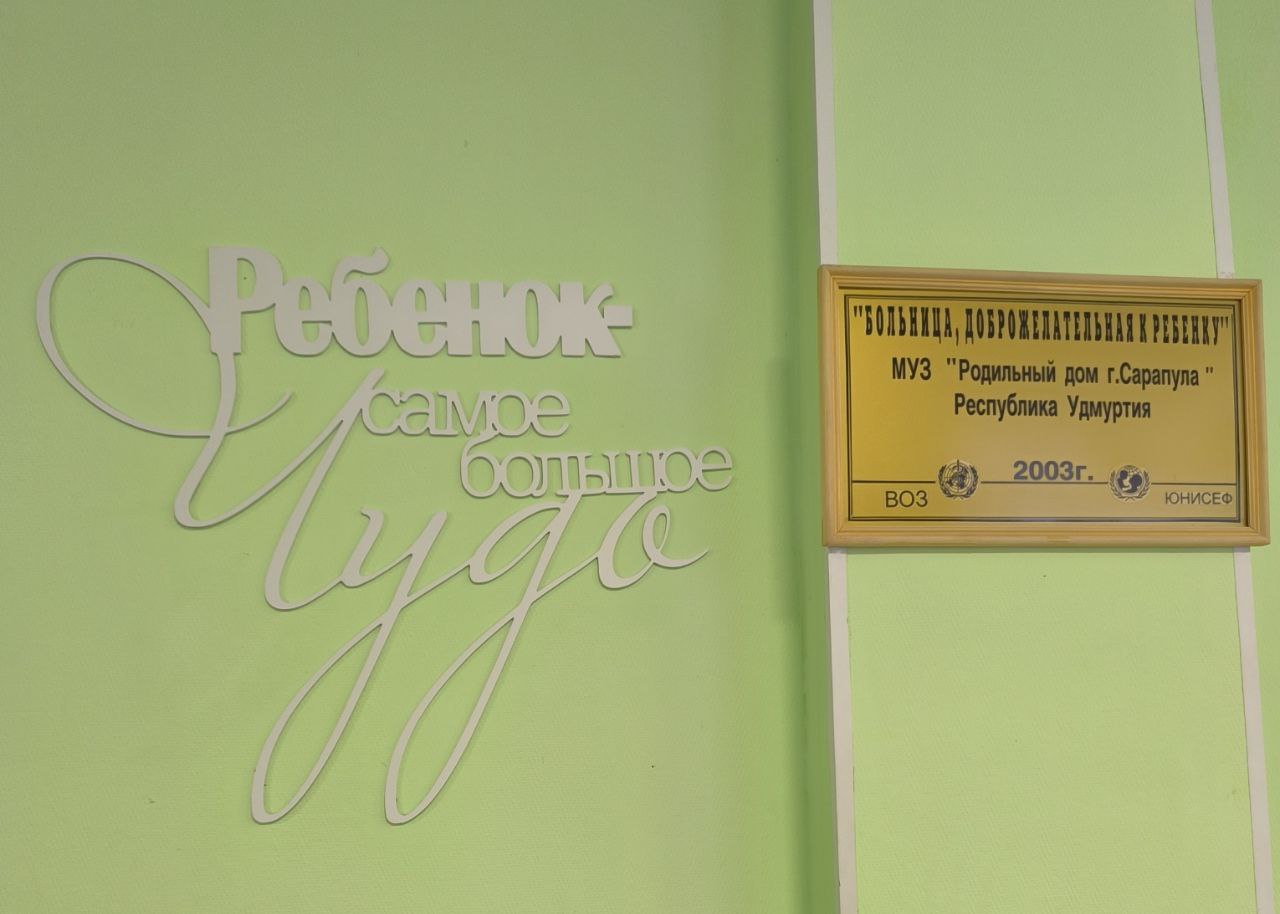 Ребенок-
самое
большое
Чудо
"БОЛЬНИЦА, ДОБРОЖЕЛАТЕЛЬНАЯ К РЕБЕНКУ"
МУЗ "Родильный дом г.Сарапула"
Республика Удмуртия
2003г.
ВОЗ ЮНИСЕФ